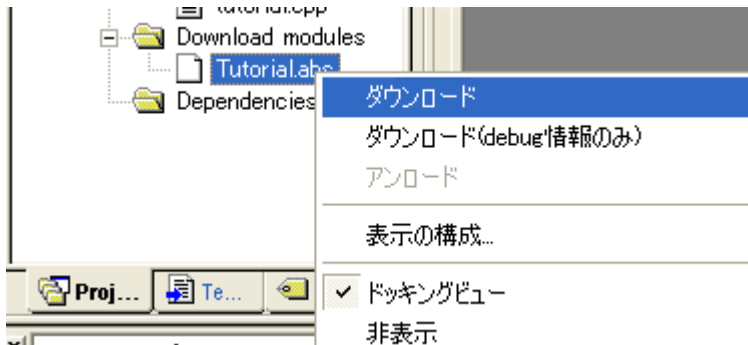 tutorial.cpp
Download modules
Tutorial.abs
Dependencies
ダウンロード
ダウンロード(debug情報のみ)
アンロード
表示の構成...
ドッキングビュー
非表示
Proj...
Te...